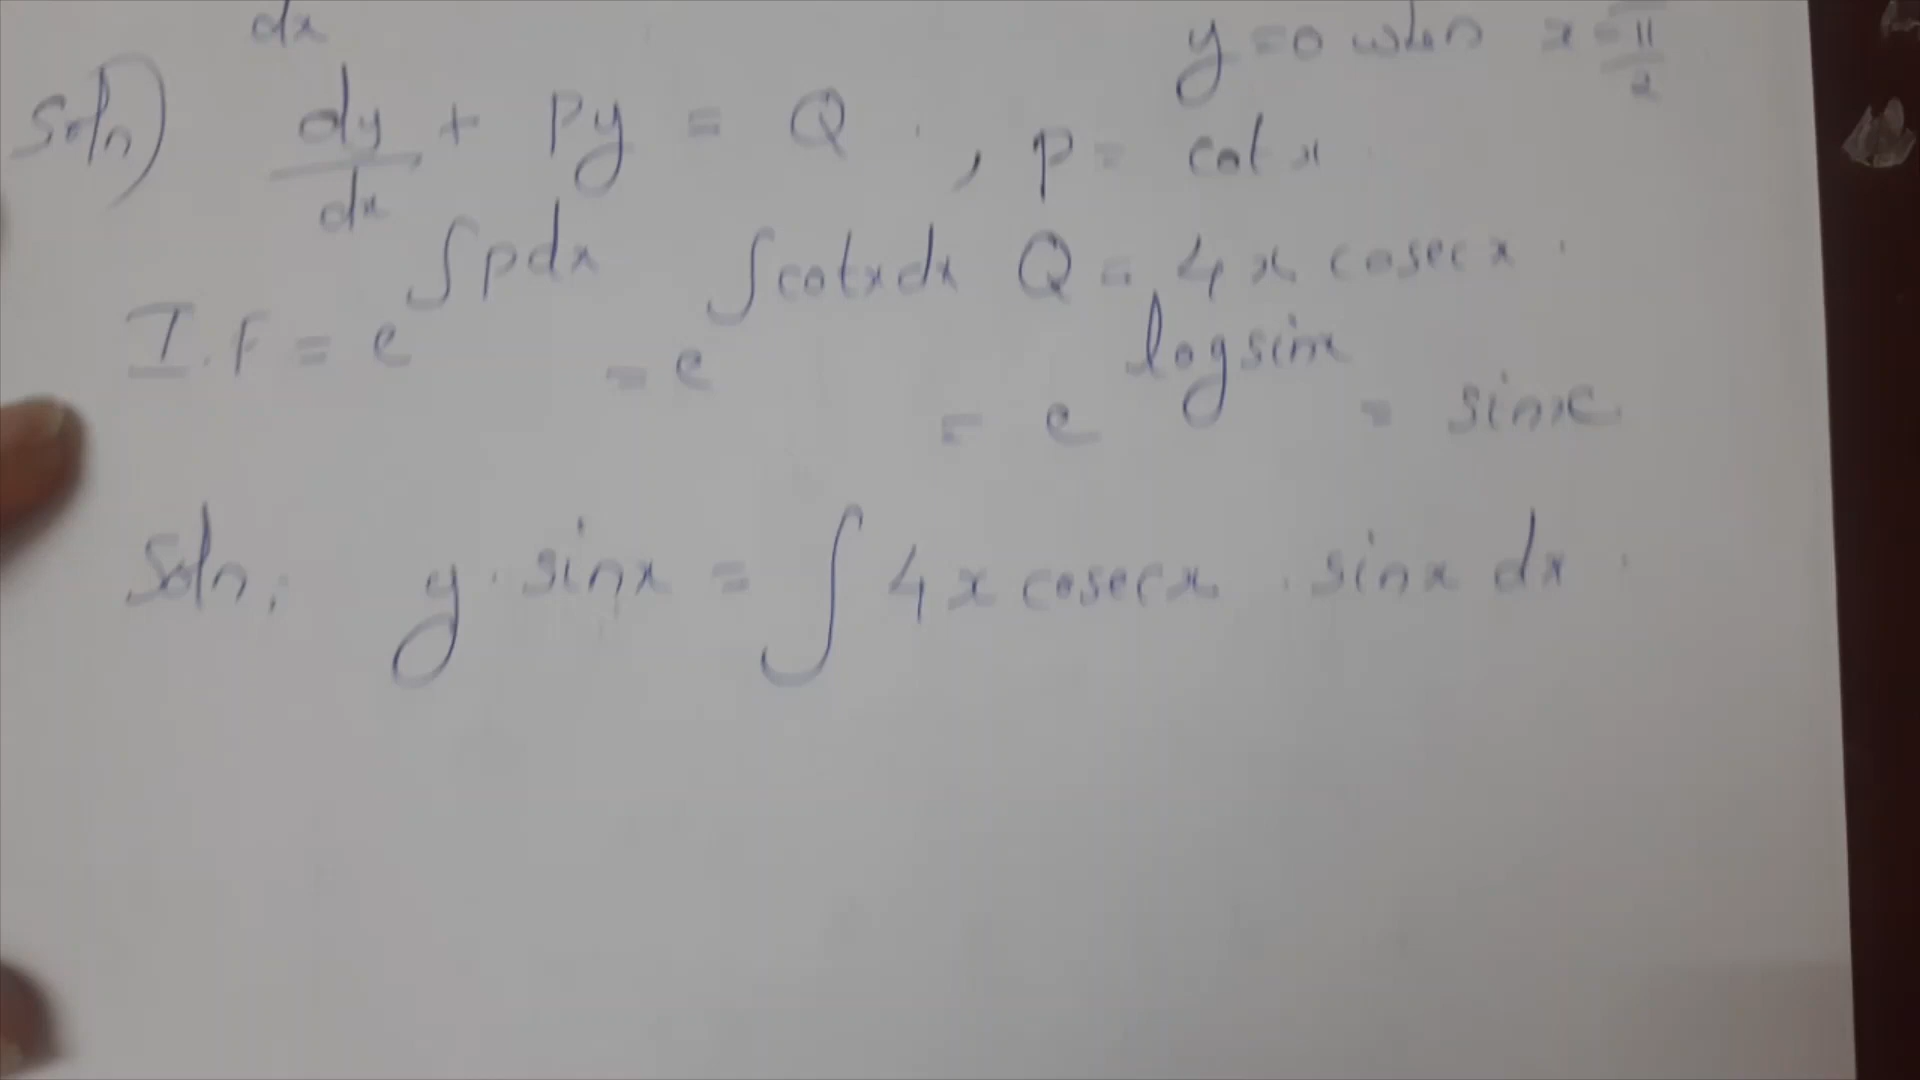 dx
y = 0 when x = π/2
Soln) dy/dx + Py = Q , P = cot x
I.F = e^∫pdx = e^∫cotxdx Q = 4x cosecx
= e^logsinx = sinx
Soln, y . sinx = ∫ 4x cosecx . sinx dx .